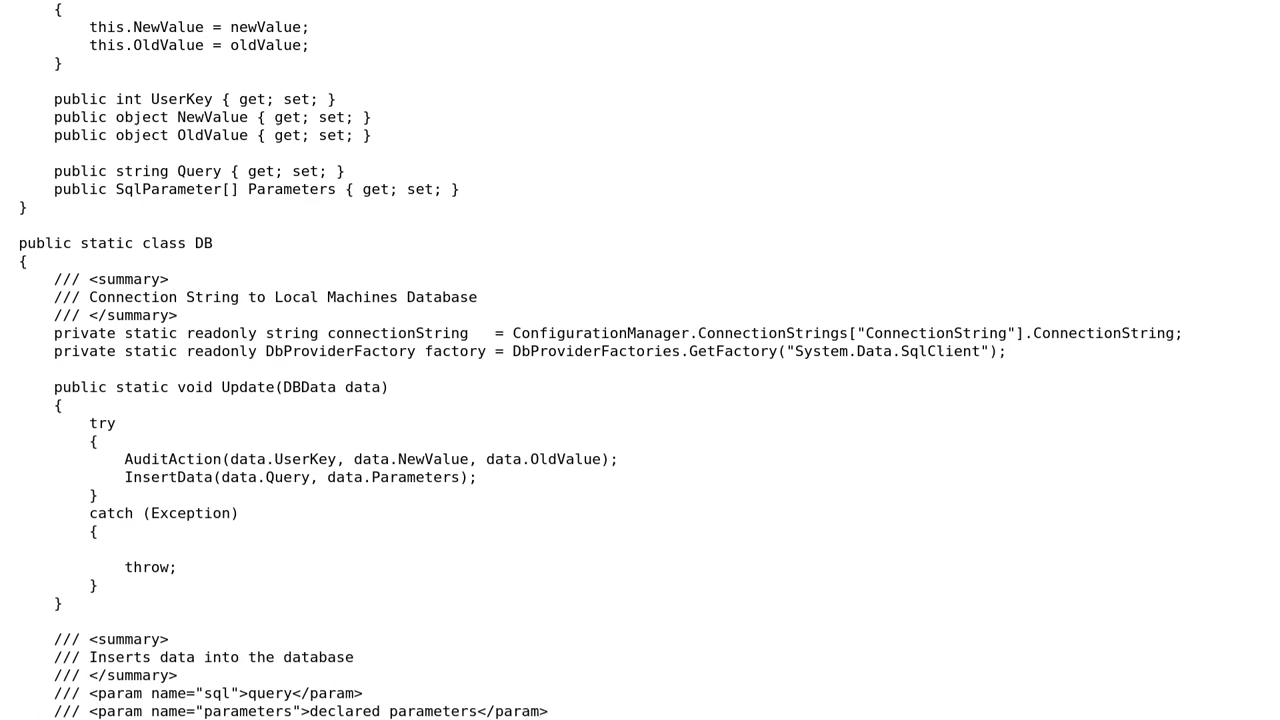 {
this.NewValue = newValue;
this.OldValue = oldValue;
}
public int UserKey { get; set; }
public object NewValue { get; set; }
public object OldValue { get; set; }
public string Query { get; set; }
public SqlParameter[] Parameters { get; set; }
}
public static class DB
{
/// <summary>
/// Connection String to Local Machines Database
/// </summary>
private static readonly string connectionString   = ConfigurationManager.ConnectionStrings["ConnectionString"].ConnectionString;
private static readonly DbProviderFactory factory = DbProviderFactories.GetFactory("System.Data.SqlClient");
public static void Update(DBData data)
{
try
{
AuditAction(data.UserKey, data.NewValue, data.OldValue);
InsertData(data.Query, data.Parameters);
}
catch (Exception)
{
throw;
}
}
/// <summary>
/// Inserts data into the database
/// </summary>
/// <param name="sql">query</param>
/// <param name="parameters">declared parameters</param>